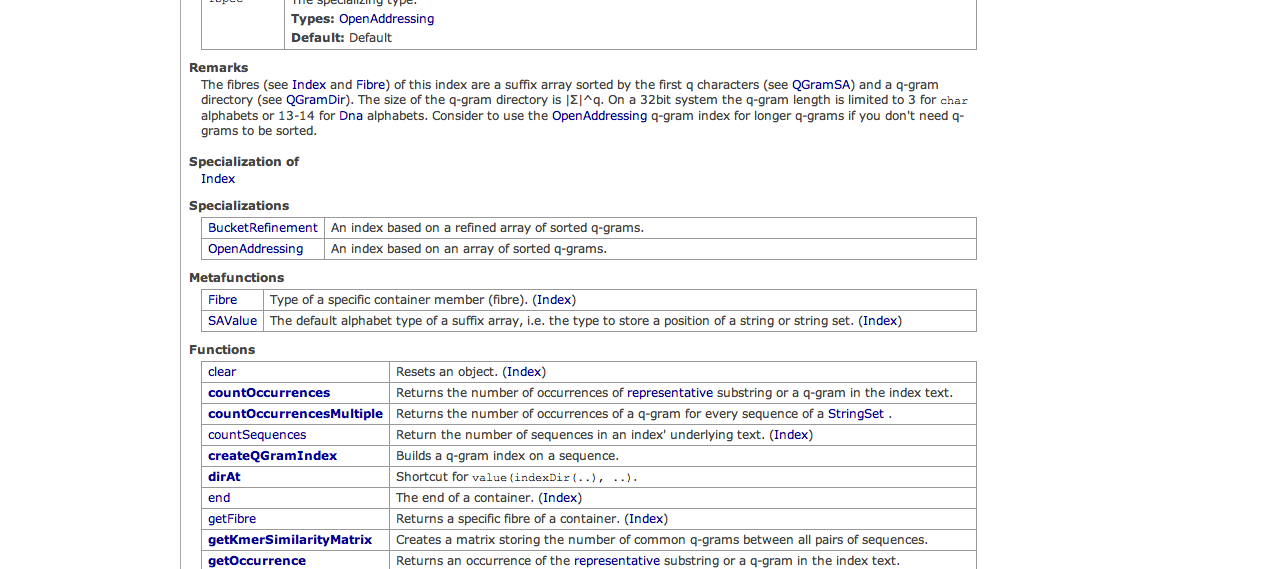 The specializing type.
Types: OpenAddressing
Default: Default
Remarks
The fibres (see Index and Fibre) of this index are a suffix array sorted by the first q characters (see QGramSA) and a q-gram
directory (see QGramDir). The size of the q-gram directory is |Σ|^q. On a 32bit system the q-gram length is limited to 3 for char
alphabets or 13-14 for Dna alphabets. Consider to use the OpenAddressing q-gram index for longer q-grams if you don't need q-
grams to be sorted.
Specialization of
Index
Specializations
BucketRefinement An index based on a refined array of sorted q-grams.
OpenAddressing An index based on an array of sorted q-grams.
Metafunctions
Fibre Type of a specific container member (fibre). (Index)
SAValue The default alphabet type of a suffix array, i.e. the type to store a position of a string or string set. (Index)
Functions
clear Resets an object. (Index)
countOccurrences Returns the number of occurrences of representative substring or a q-gram in the index text.
countOccurrencesMultiple Returns the number of occurrences of a q-gram for every sequence of a StringSet .
countSequences Return the number of sequences in an index' underlying text. (Index)
createQGramIndex Builds a q-gram index on a sequence.
dirAt Shortcut for value(indexDir(..), ..).
end The end of a container. (Index)
getFibre Returns a specific fibre of a container. (Index)
getKmerSimilarityMatrix Creates a matrix storing the number of common q-grams between all pairs of sequences.
getOccurrence Returns an occurrence of the representative substring or a q-gram in the index text.